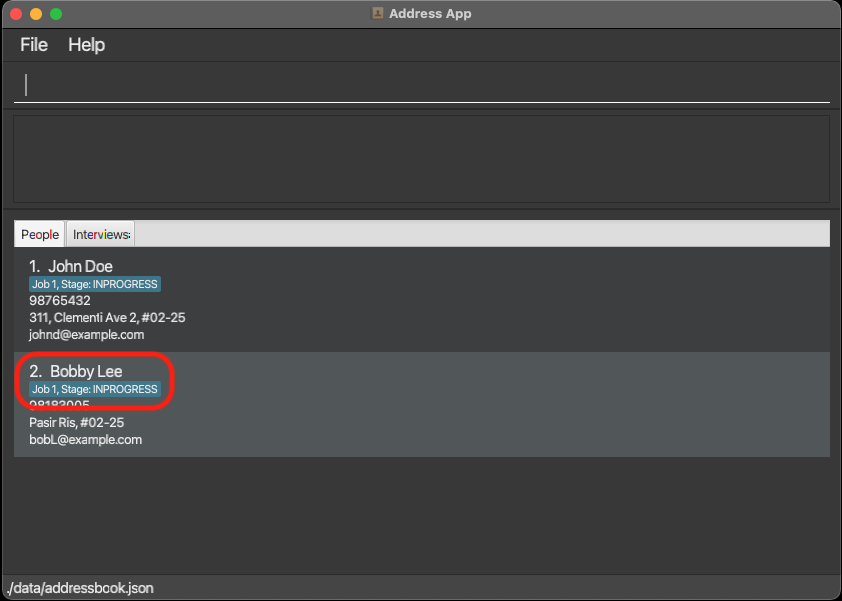 Address App
File Help
People Interviews
1. John Doe
Job 1, Stage: INPROGRESS
98765432
311, Clementi Ave 2, #02-25
johnd@example.com
2. Bobby Lee
Job 1, Stage: INPROGRESS
98183005
Pasir Ris, #02-25
bobL@example.com
./data/addressbook.json